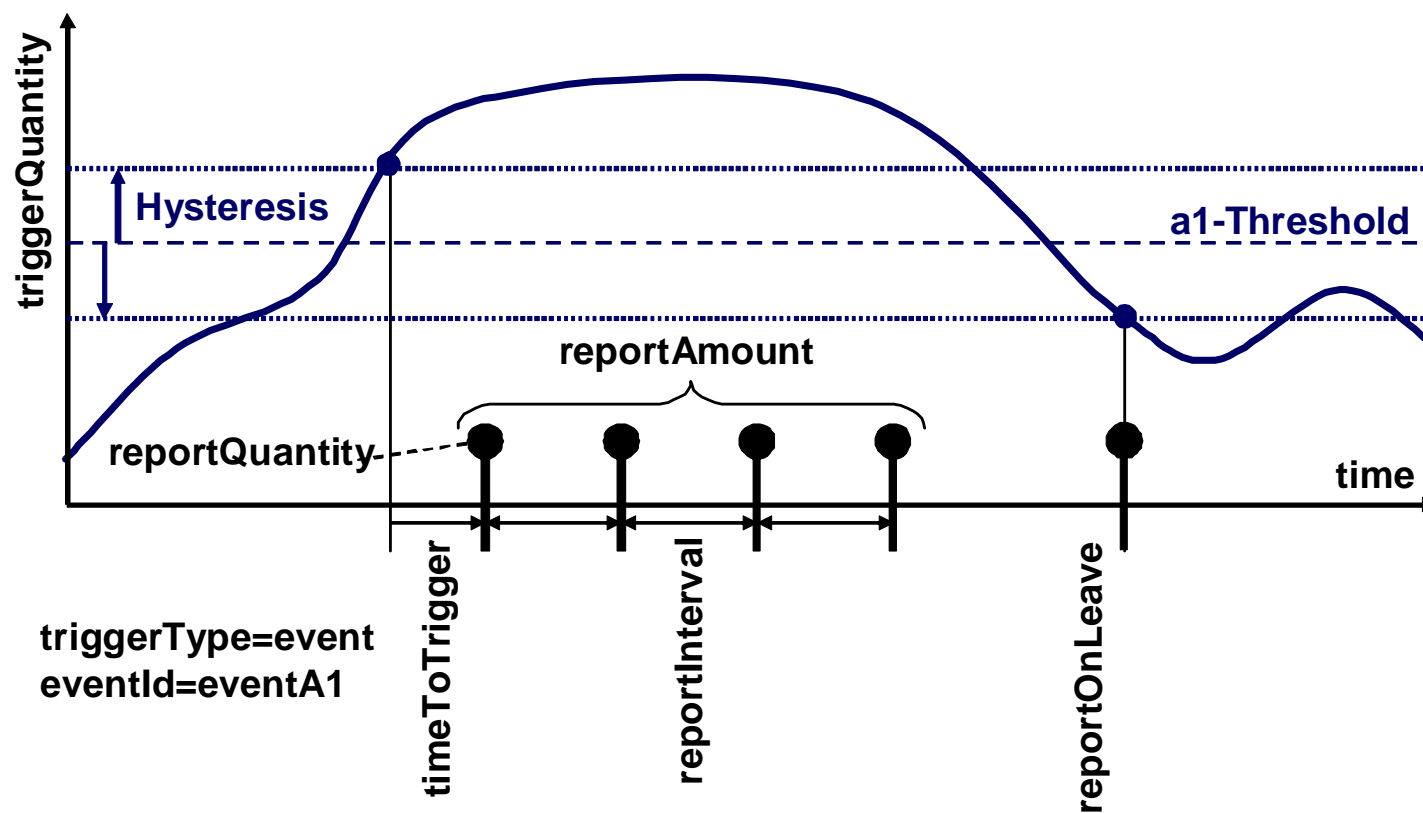 triggerQuantity
Hysteresis
a1-Threshold
reportAmount
reportQuantity
time
timeToTrigger
reportInterval
reportOnLeave
triggerType=event
eventId=eventA1